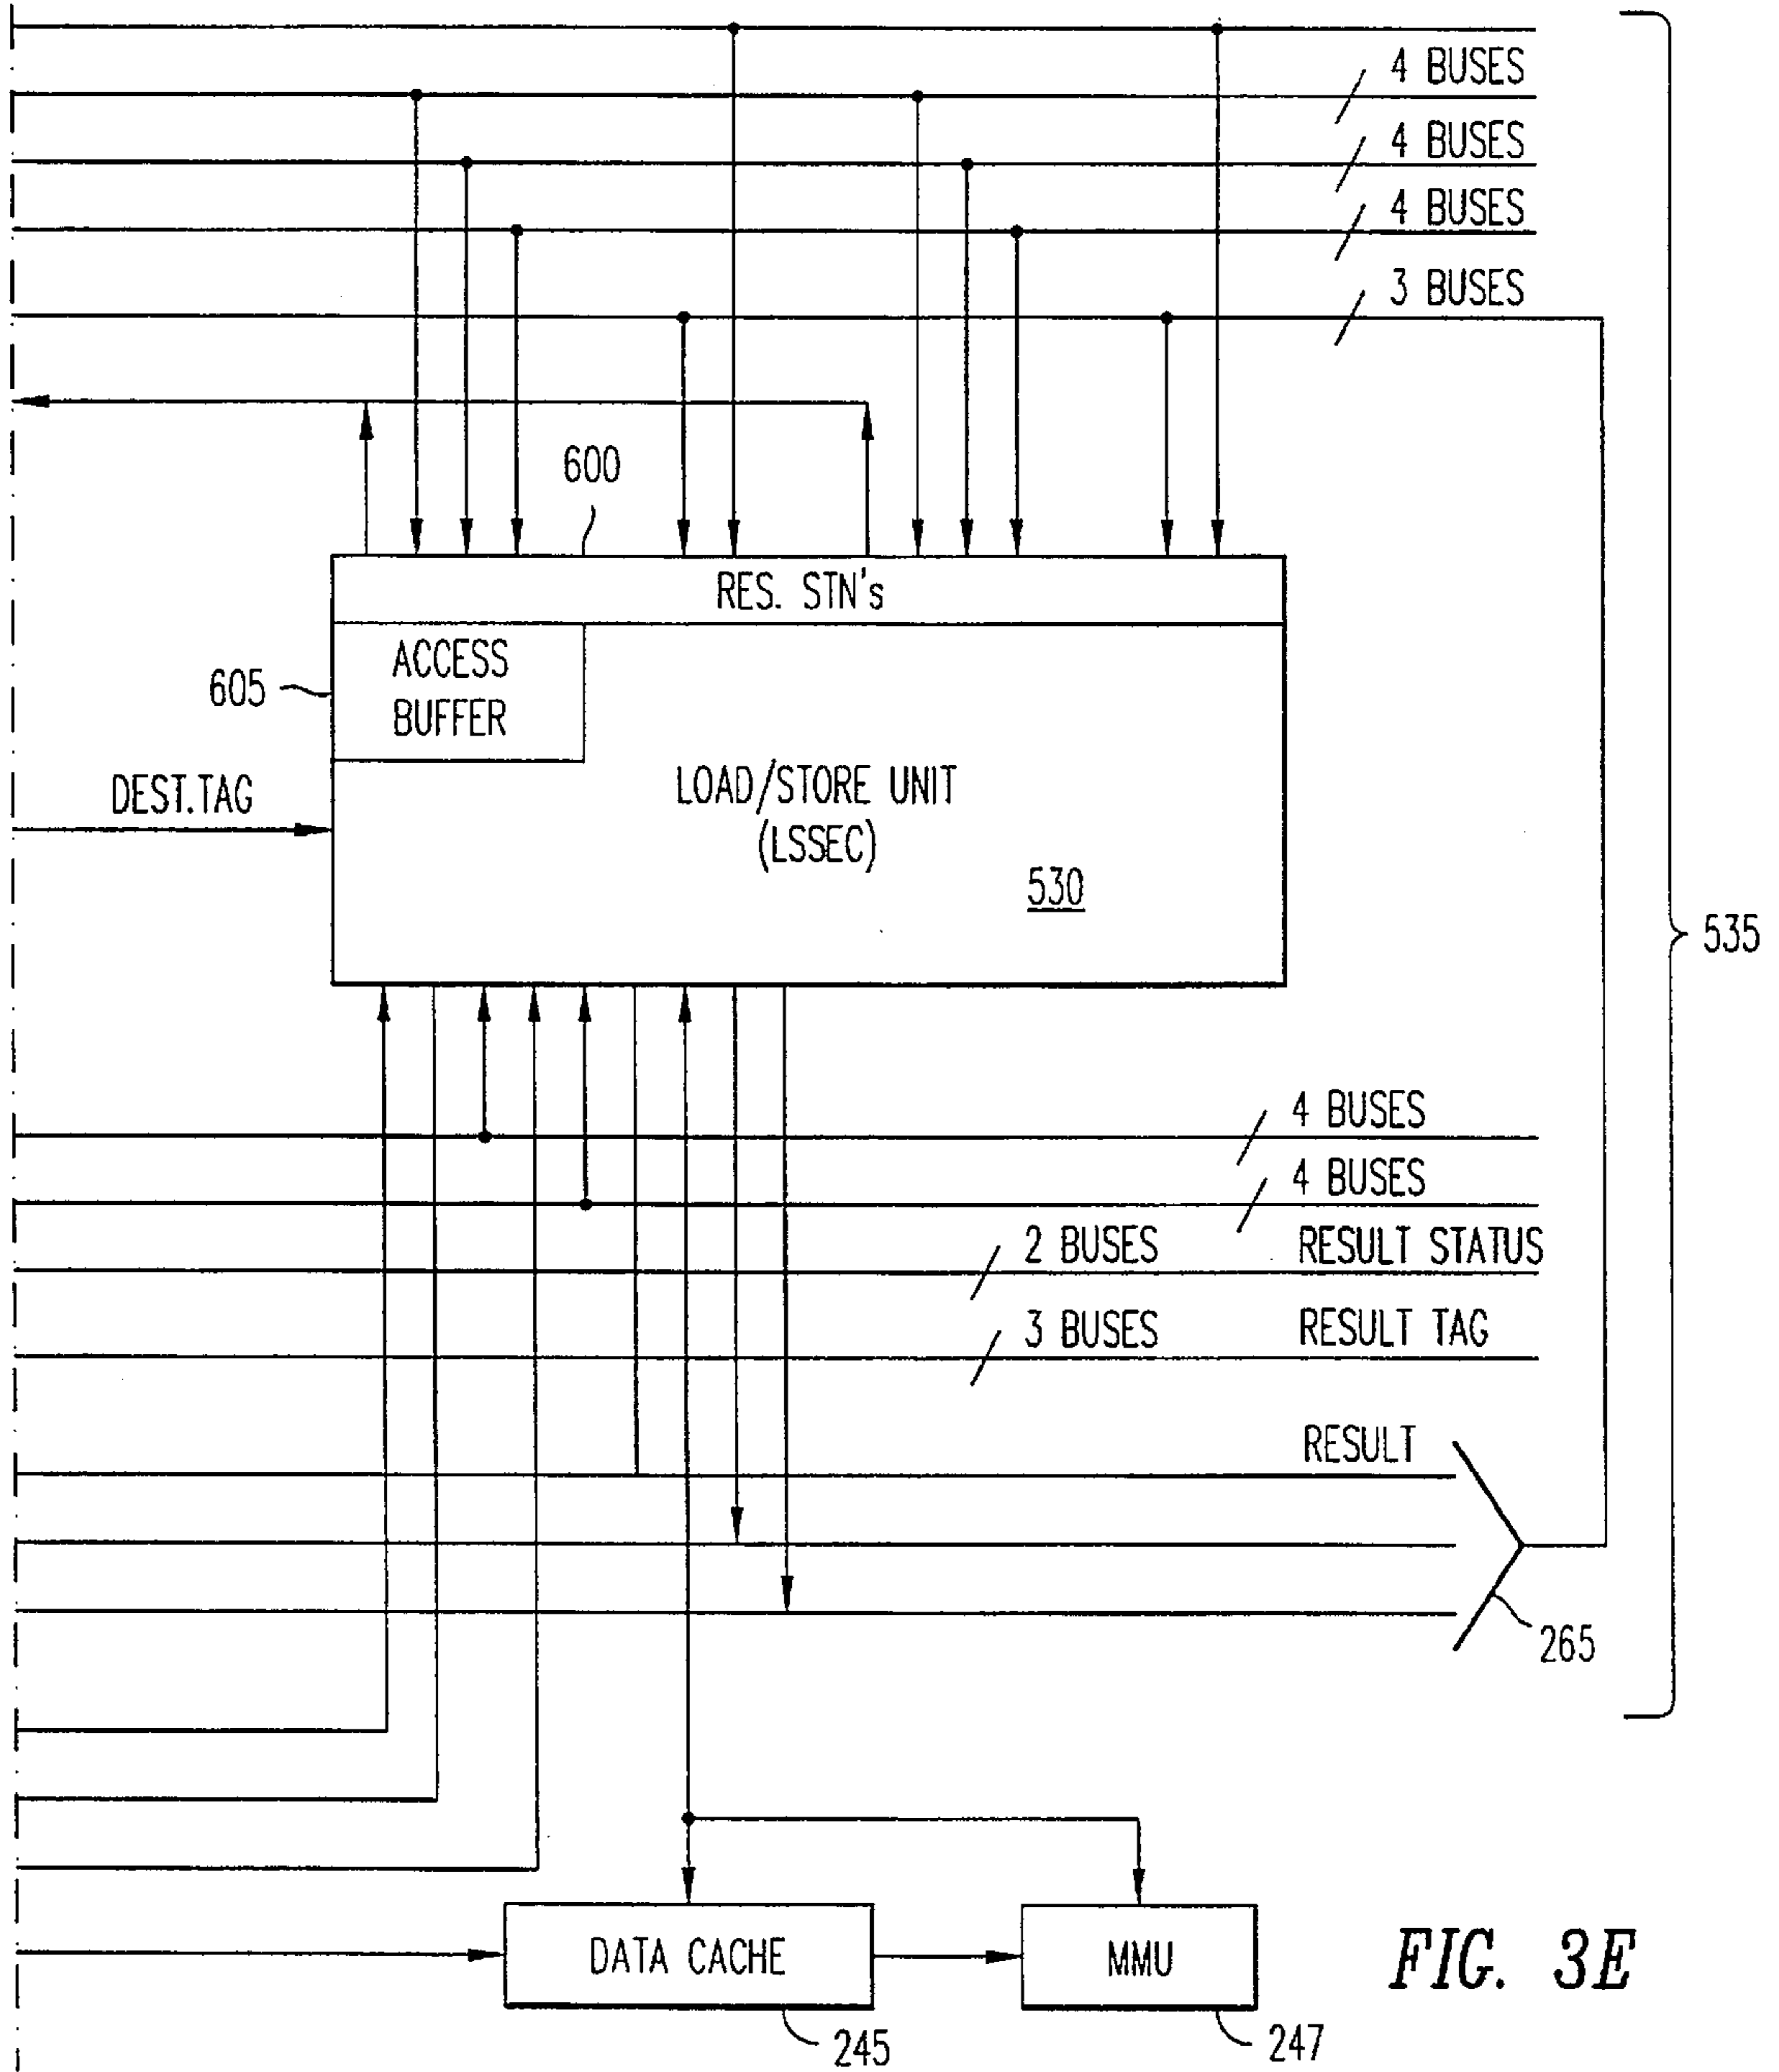 4 BUSES
4 BUSES
4 BUSES
3 BUSES
600
RES. STN's
ACCESS
BUFFER
605
DEST.TAG
LOAD/STORE UNIT
(LSSEC)
530
535
4 BUSES
4 BUSES
2 BUSES RESULT STATUS
3 BUSES RESULT TAG
RESULT
265
DATA CACHE
MMU
FIG. 3E
245
247